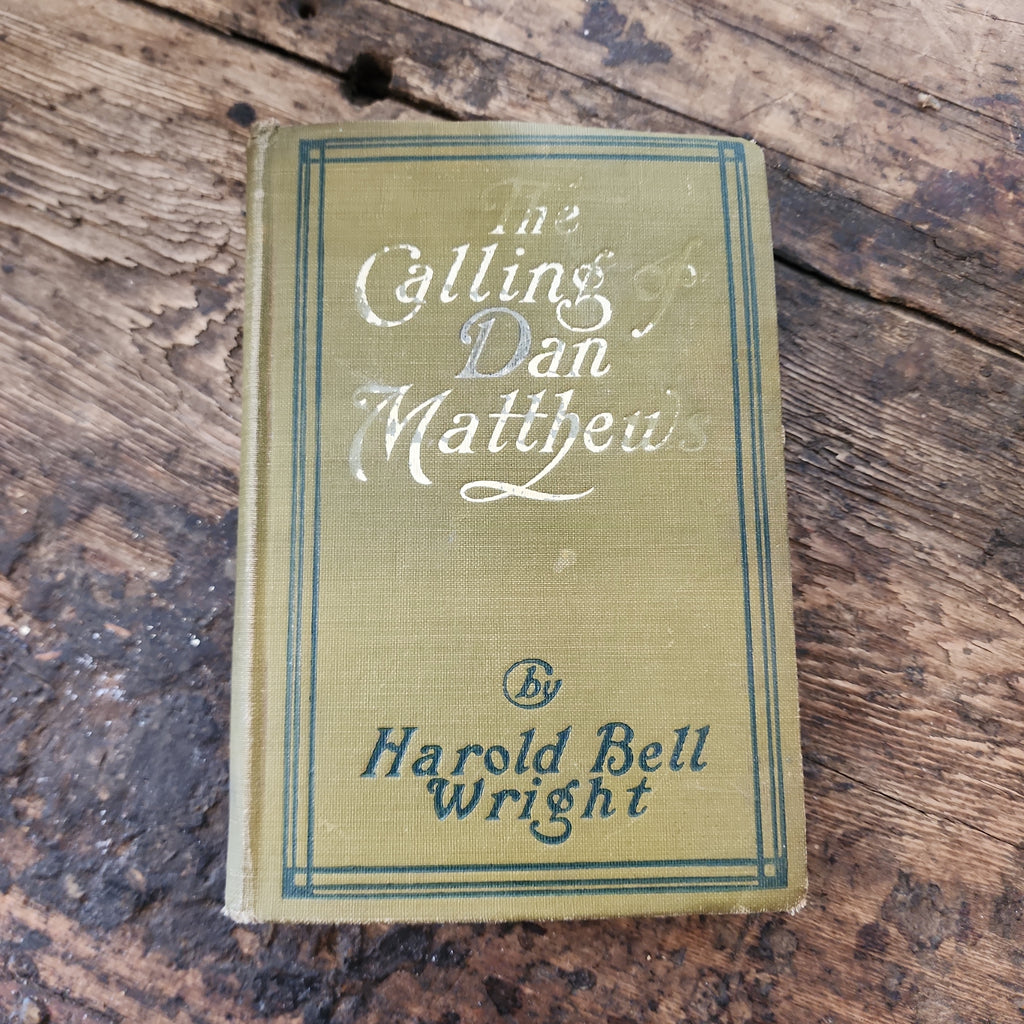 The
Calling of
Dan
Matthews
by
Harold Bell
Wright